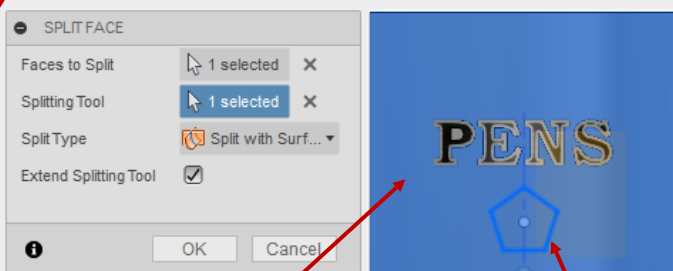 SPLIT FACE
Faces to Split 1 selected
Splitting Tool 1 selected
Split Type Split with Surf...
Extend Splitting Tool
OK Cancel
PENS